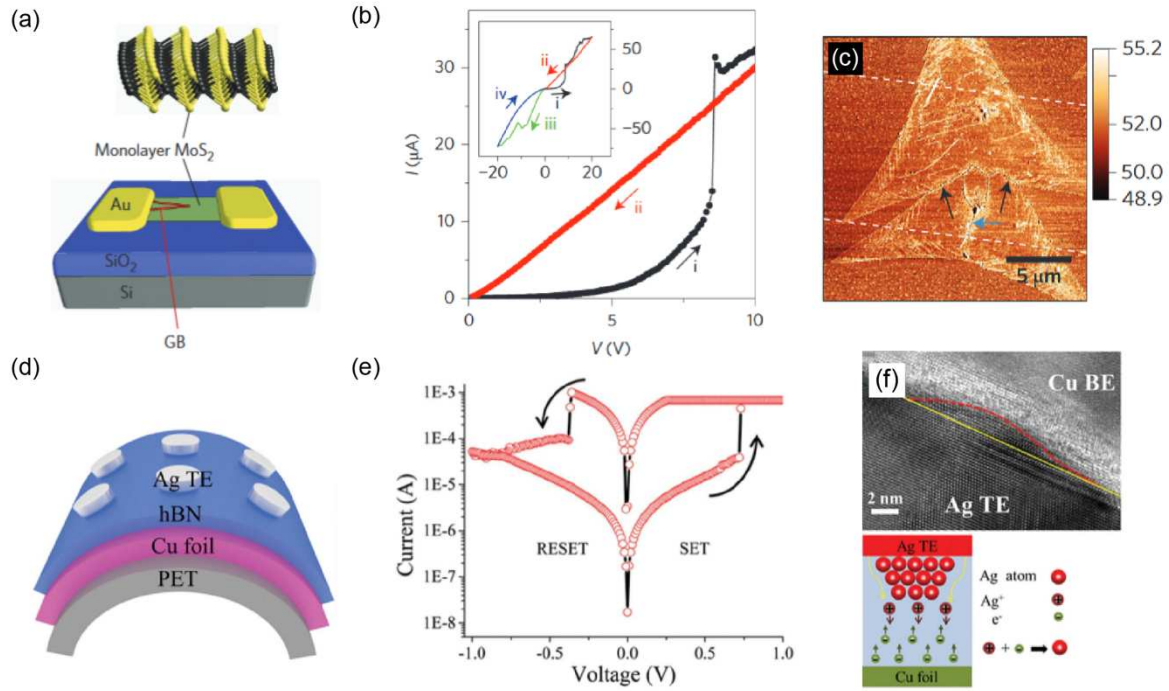 (a)
Monolayer MoS₂
Au
SiO₂
Si
GB
(b)
I (μA)
30
20
10
0
0
5
10
V (V)
ii
i
50
0
−50
−20
0
20
ii
i
iii
iv
(c)
55.2
52.0
50.0
48.9
5 μm
(d)
Ag TE
hBN
Cu foil
PET
(e)
Current (A)
1E-3
1E-4
1E-5
1E-6
1E-7
1E-8
RESET
SET
-1.0
-0.5
0.0
0.5
1.0
Voltage (V)
(f)
Cu BE
2 nm
Ag TE
Ag TE
Ag atom
Ag⁺
e⁻
Cu foil